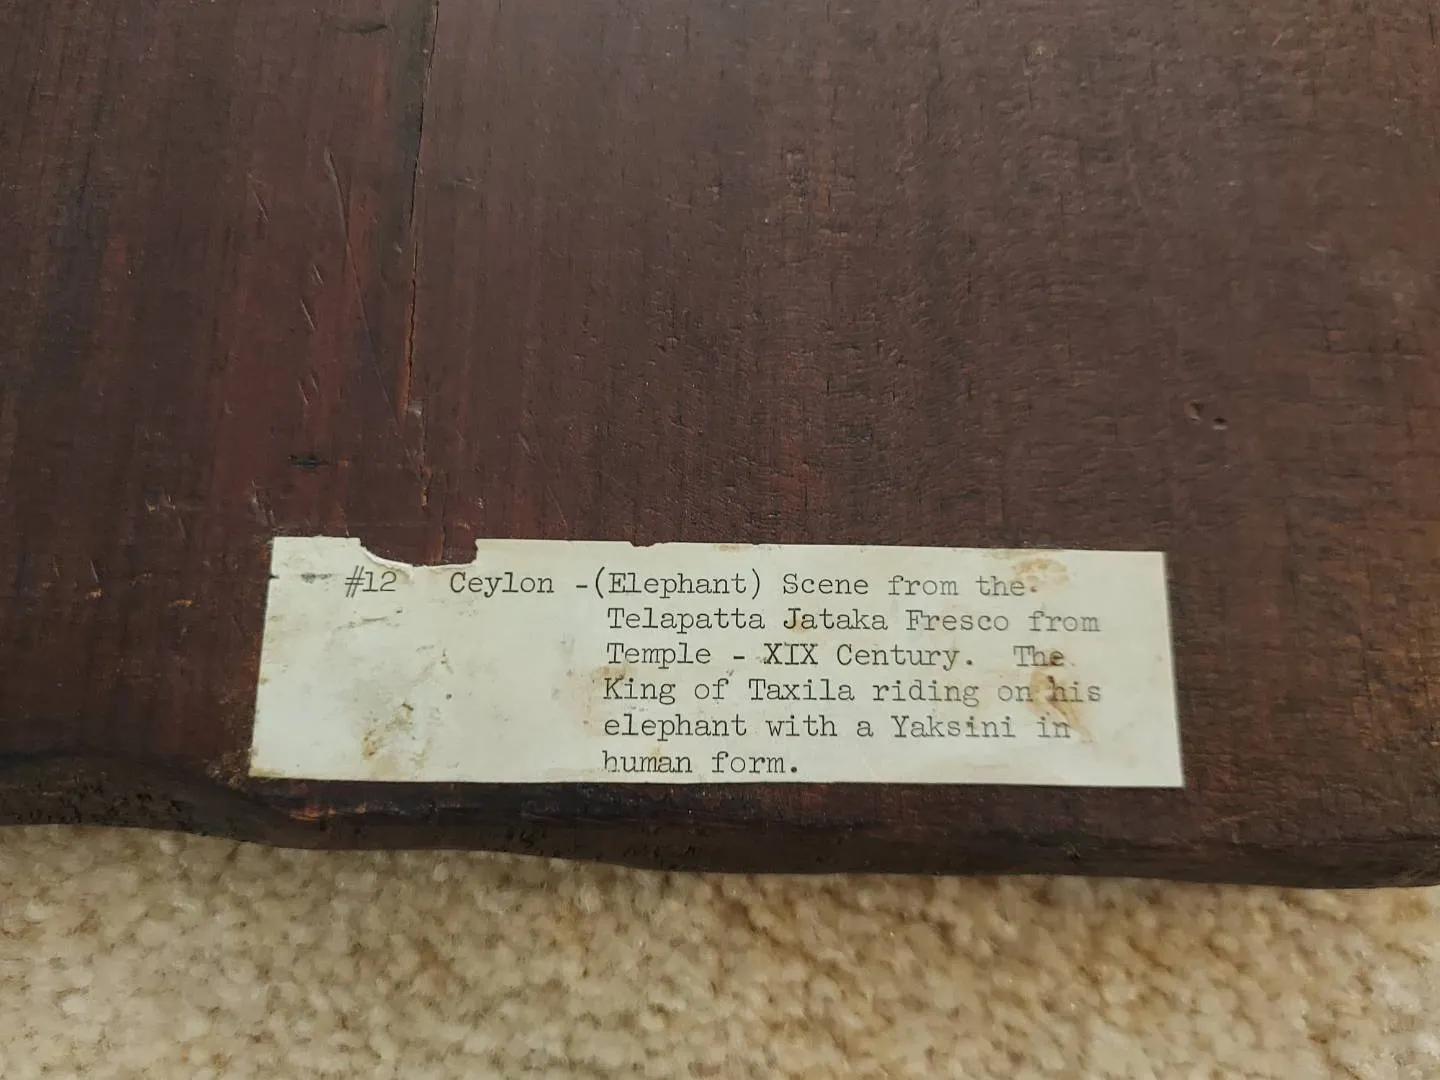 #12 Ceylon -(Elephant) Scene from the
Telapatta Jataka Fresco from
Temple - XIX Century. The
King of Taxila riding on his
elephant with a Yaksini in
human form.